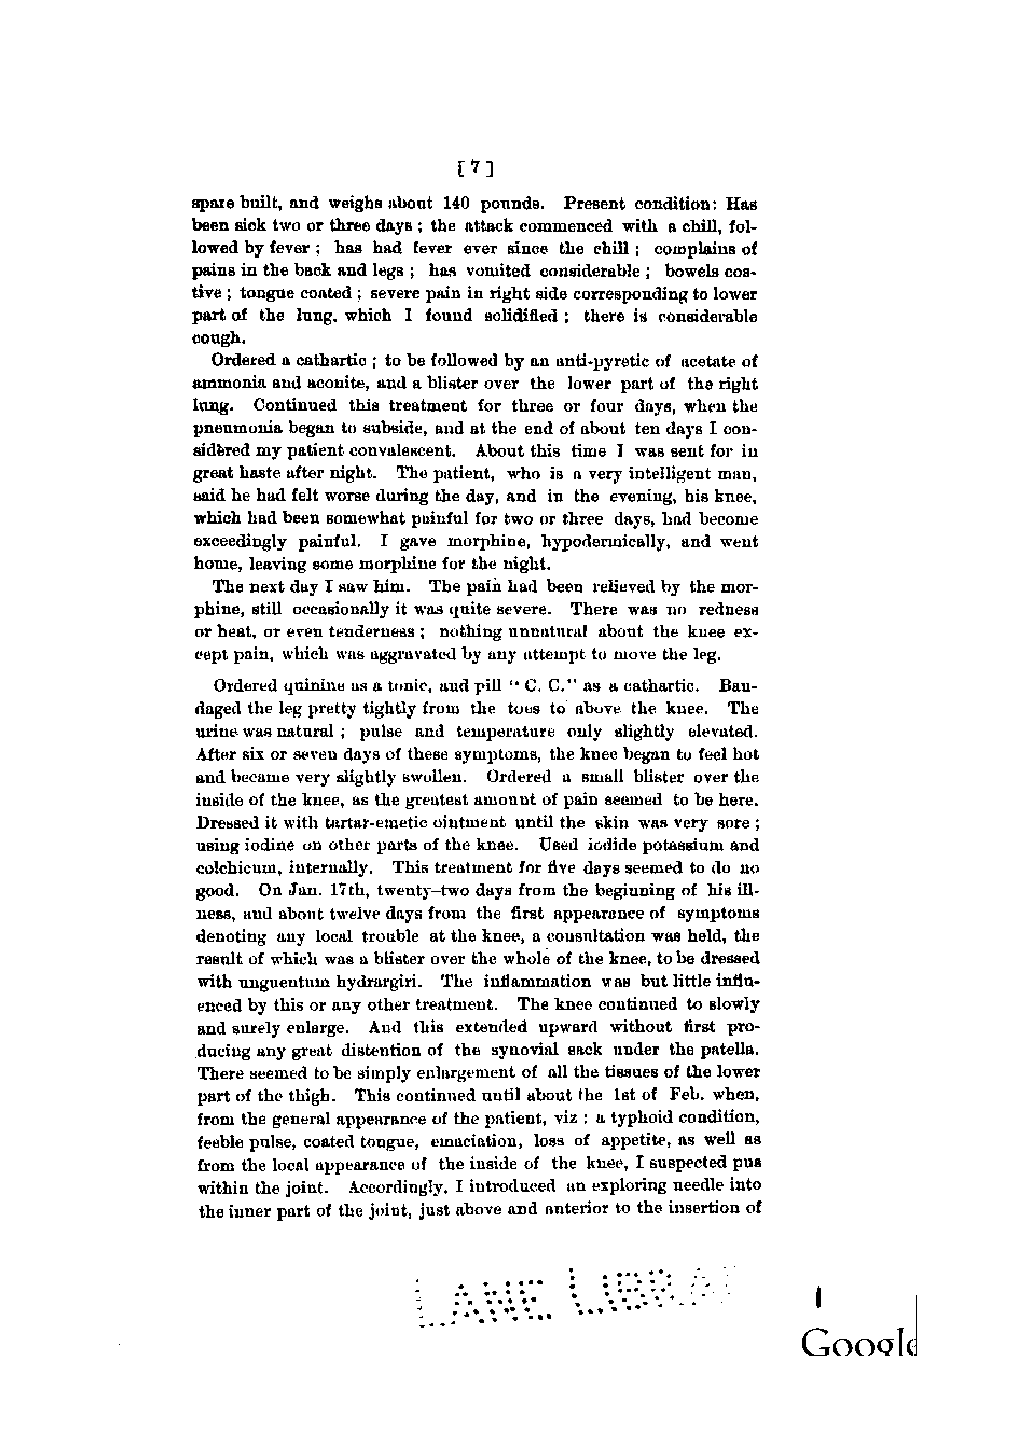 [7]
spare built, and weighs about 140 pounds. Present condition: Has
been sick two or three days; the attack commenced with a chill, fol-
lowed by fever; has had fever ever since the chill; complains of
pains in the back and legs; has vomited considerable; bowels cos-
tive; tongue coated; severe pain in right side corresponding to lower
part of the lung, which I found solidified; there is considerable
cough.
Ordered a cathartic; to be followed by an anti-pyretic of acetate of
ammonia and aconite, and a blister over the lower part of the right
lung. Continued this treatment for three or four days, when the
pneumonia began to subside, and at the end of about ten days I con-
sidered my patient convalescent. About this time I was sent for in
great haste after night. The patient, who is a very intelligent man,
said he had felt worse during the day, and in the evening, his knee,
which had been somewhat painful for two or three days, had become
exceedingly painful. I gave morphine, hypodermically, and went
home, leaving some morphine for the night.
The next day I saw him. The pain had been relieved by the mor-
phine, still occasionally it was quite severe. There was no redness
or heat, or even tenderness; nothing unnatural about the knee ex-
cept pain, which was aggravated by any attempt to move the leg.
Ordered quinine as a tonic, and pill "C. C." as a cathartic. Ban-
daged the leg pretty tightly from the toes to above the knee. The
urine was natural; pulse and temperature only slightly elevated.
After six or seven days of these symptoms, the knee began to feel hot
and became very slightly swollen. Ordered a small blister over the
inside of the knee, as the greatest amount of pain seemed to be here.
Dressed it with tartar-emetic ointment until the skin was very sore;
using iodine on other parts of the knee. Used iodide potassium and
colchicum, internally. This treatment for five days seemed to do no
good. On Jan. 17th, twenty-two days from the beginning of his ill-
ness, and about twelve days from the first appearance of symptoms
denoting any local trouble at the knee, a consultation was held, the
result of which was a blister over the whole of the knee, to be dressed
with unguentum hydrargiri. The inflammation was but little influ-
enced by this or any other treatment. The knee continued to slowly
and surely enlarge. And this extended upward without first pro-
ducing any great distention of the synovial sack under the patella.
There seemed to be simply enlargement of all the tissues of the lower
part of the thigh. This continued until about the 1st of Feb. when,
from the general appearance of the patient, viz: a typhoid condition,
feeble pulse, coated tongue, emaciation, loss of appetite, as well as
from the local appearance of the inside of the knee, I suspected pus
within the joint. Accordingly, I introduced an exploring needle into
the inner part of the joint, just above and anterior to the insertion of
LANE LIBRA
Google